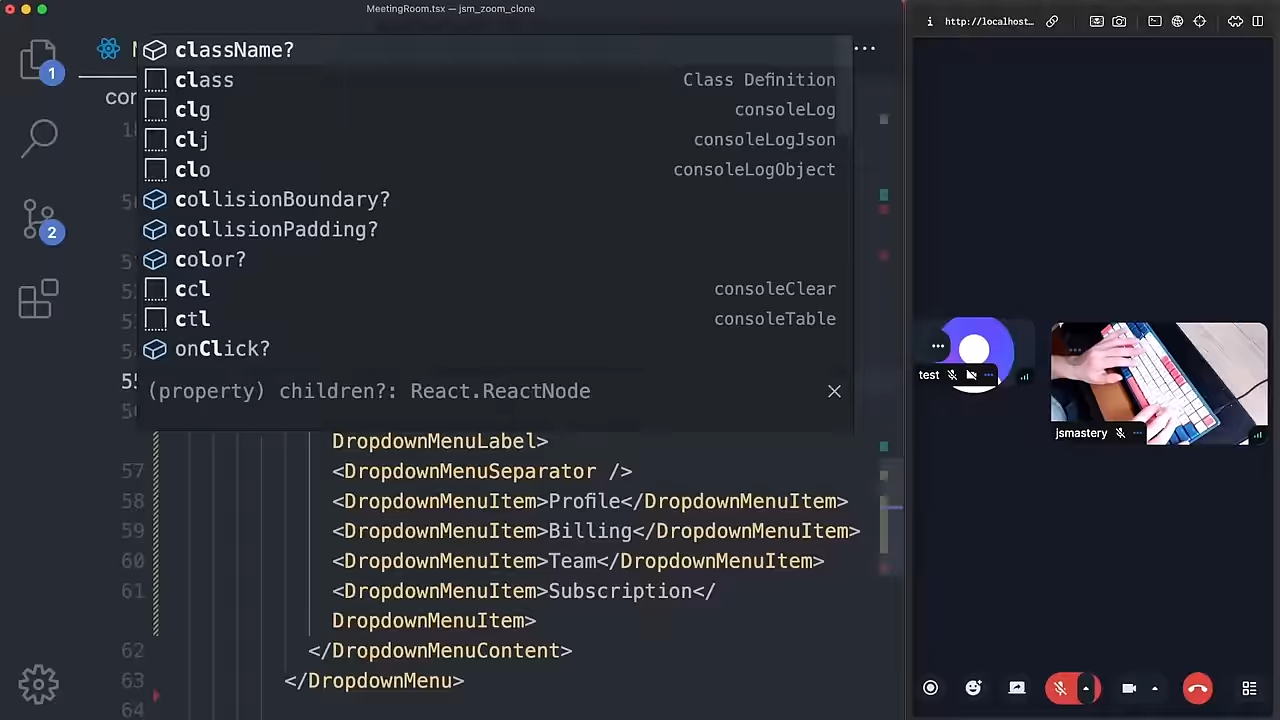 MeetingRoom.tsx — jsm_zoom_clone
http://localhost…
1
2
className?
class Class Definition
clg consoleLog
clj consoleLogJson
clo consoleLogObject
collisionBoundary?
collisionPadding?
color?
ccl consoleClear
ctl consoleTable
onClick?
(property) children?: React.ReactNode
DropdownMenuLabel>
57 <DropdownMenuSeparator />
58 <DropdownMenuItem>Profile</DropdownMenuItem>
59 <DropdownMenuItem>Billing</DropdownMenuItem>
60 <DropdownMenuItem>Team</DropdownMenuItem>
61 <DropdownMenuItem>Subscription</
DropdownMenuItem>
62 </DropdownMenuContent>
63 </DropdownMenu>
64
test
jsmastery